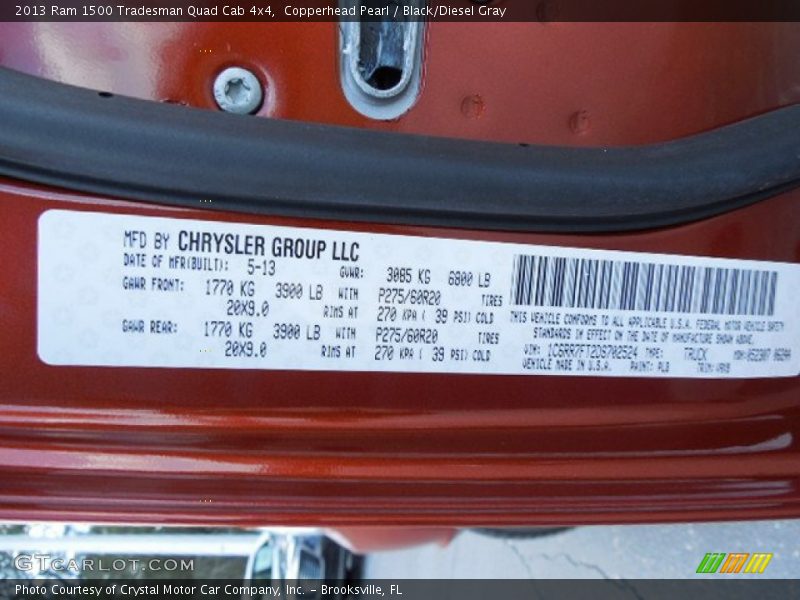 2013 Ram 1500 Tradesman Quad Cab 4x4, Copperhead Pearl / Black/Diesel Gray
MFD BY CHRYSLER GROUP LLC
DATE OF MFR(BUILT): 5-13 GVWR: 3085 KG 6800 LB
GAWR FRONT: 1770 KG 3900 LB WITH P275/60R20 TIRES
20X9.0 RIMS AT 270 KPA ( 39 PSI) COLD
GAWR REAR: 1770 KG 3900 LB WITH P275/60R20 TIRES
20X9.0 RIMS AT 270 KPA ( 39 PSI) COLD
THIS VEHICLE CONFORMS TO ALL APPLICABLE U.S.A. FEDERAL MOTOR VEHICLE SAFETY
STANDARDS IN EFFECT ON THE DATE OF MANUFACTURE SHOWN ABOVE.
VIN: 1C6RR7FT2DS702524 TYPE: TRUCK
VEHICLE MADE IN U.S.A. PAINT: PLB TRIM:
GTCARLOT.COM
Photo Courtesy of Crystal Motor Car Company, Inc. – Brooksville, FL